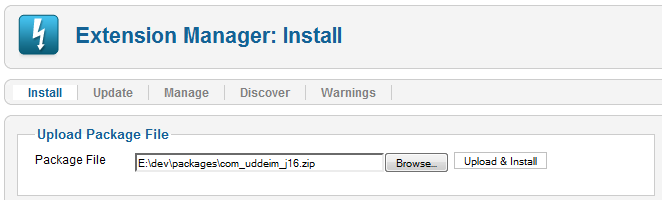 Extension Manager: Install
Install Update Manage Discover Warnings
Upload Package File
Package File E:\dev\packages\com_uddeim_j16.zip Browse... Upload & Install